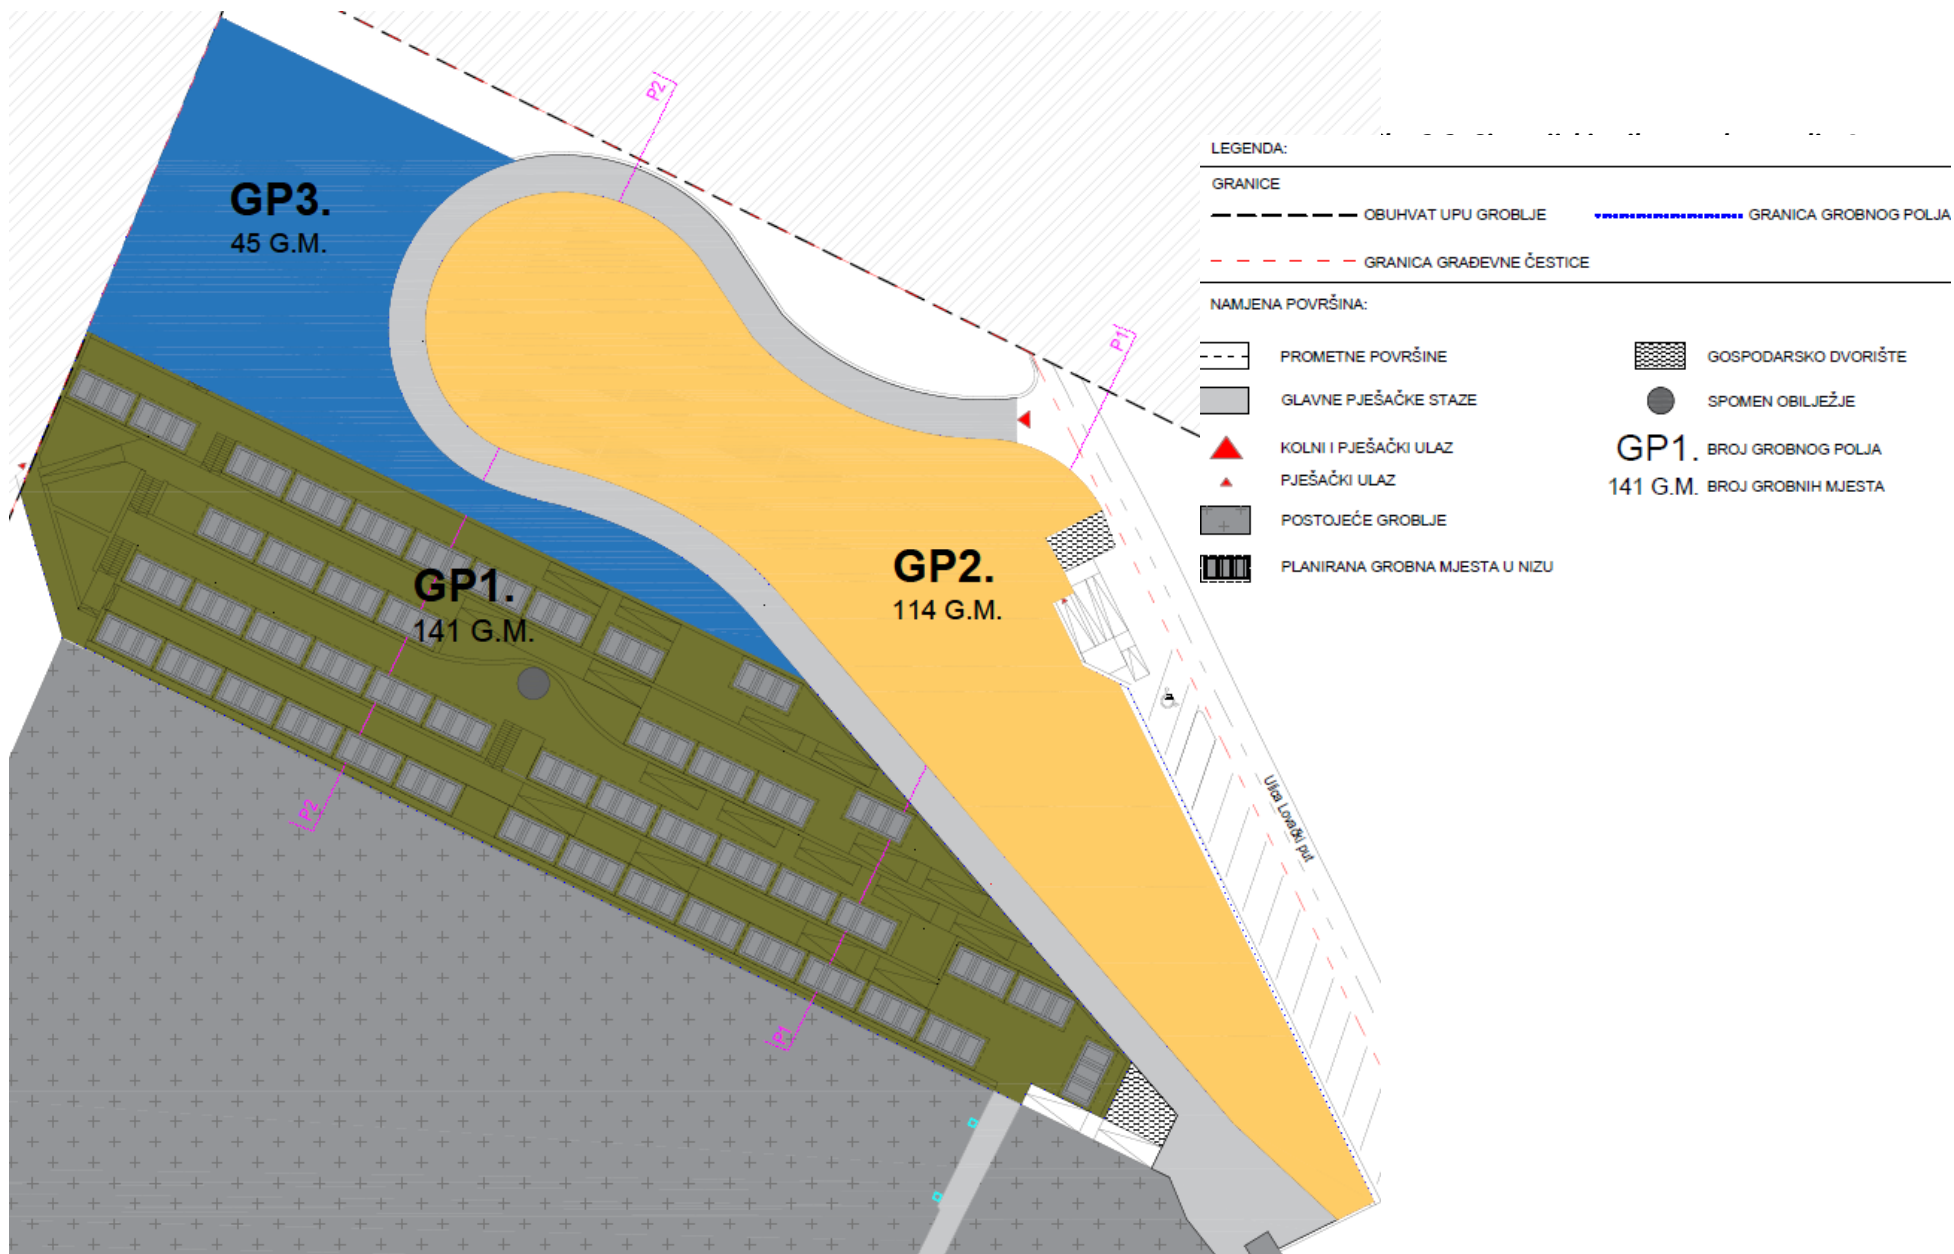 P2
P1
GP3.
45 G.M.
GP1.
141 G.M.
GP2.
114 G.M.
P2
P1
Ulica Lovački put
LEGENDA:
GRANICE
OBUHVAT UPU GROBLJE
GRANICA GROBNOG POLJA
GRANICA GRAĐEVNE ČESTICE
NAMJENA POVRŠINA:
PROMETNE POVRŠINE
GOSPODARSKO DVORIŠTE
GLAVNE PJEŠAČKE STAZE
SPOMEN OBILJEŽJE
KOLNI I PJEŠAČKI ULAZ
GP1. BROJ GROBNOG POLJA
PJEŠAČKI ULAZ
141 G.M. BROJ GROBNIH MJESTA
POSTOJEĆE GROBLJE
PLANIRANA GROBNA MJESTA U NIZU